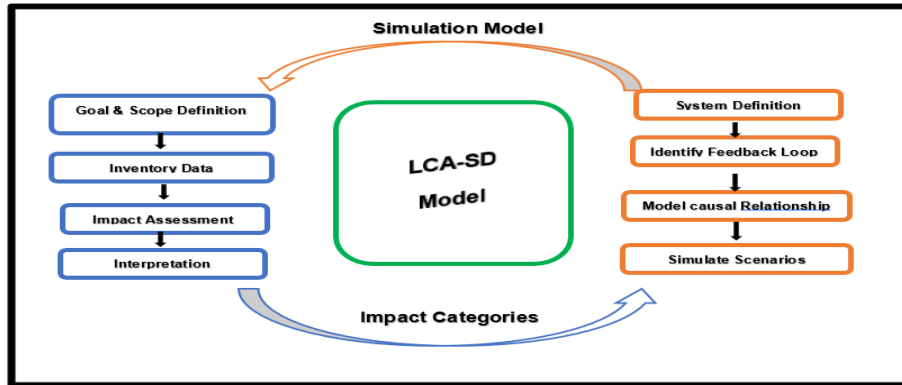 Simulation Model
Goal & Scope Definition
Inventory Data
Impact Assessment
Interpretation
LCA-SD
Model
System Definition
Identify Feedback Loop
Model causal Relationship
Simulate Scenarios
Impact Categories